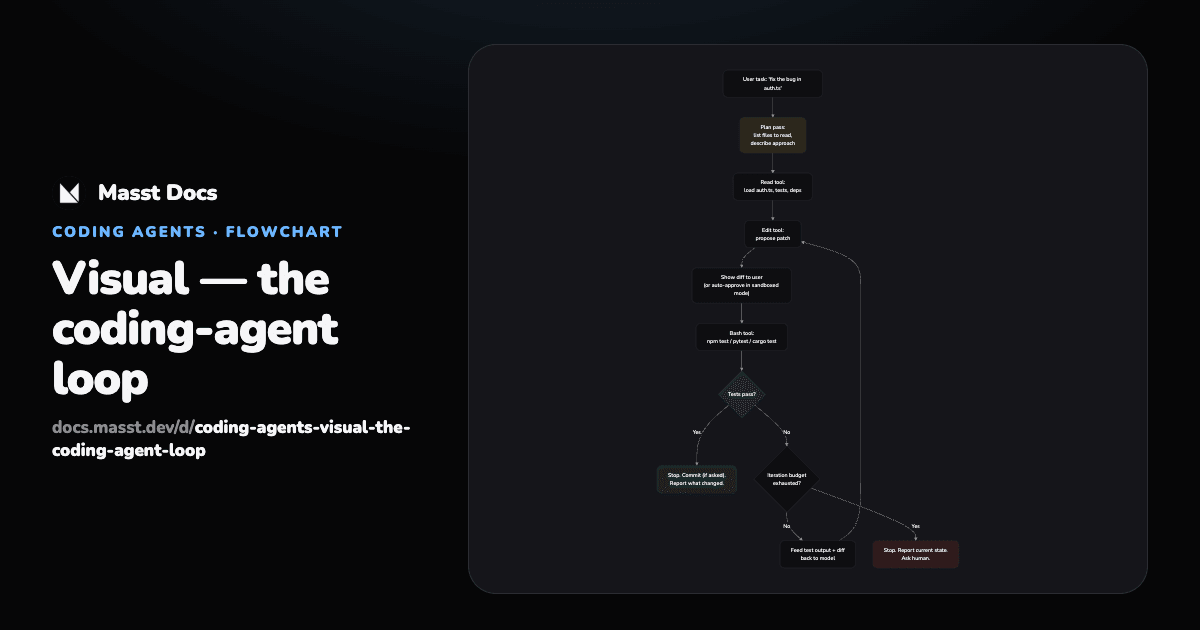 Masst Docs
CODING AGENTS · FLOWCHART
Visual — the
coding-agent
loop
docs.masst.dev/d/coding-agents-visual-the-
coding-agent-loop
User task: 'fix the bug in
auth.ts'
Plan pass:
list files to read,
describe approach
Read tool:
load auth.ts, tests, deps
Edit tool:
propose patch
Show diff to user
(or auto-approve in sandboxed
mode)
Bash tool:
npm test / pytest / cargo test
Tests pass?
Yes
No
Stop. Commit (if asked).
Report what changed.
Iteration budget
exhausted?
No
Yes
Feed test output + diff
back to model
Stop. Report current state.
Ask human.